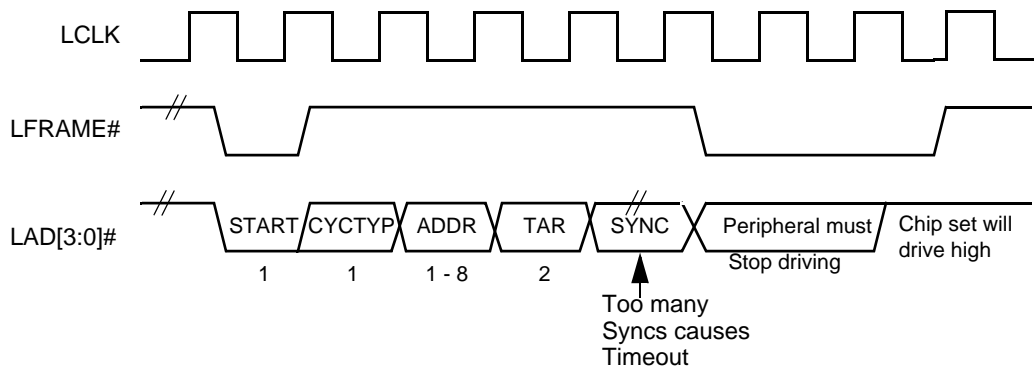 LCLK
LFRAME#
LAD[3:0]#
START CYCTYP ADDR TAR SYNC Peripheral must
Stop driving
Chip set will
drive high
1 1 1 - 8 2
Too many
Syncs causes
Timeout